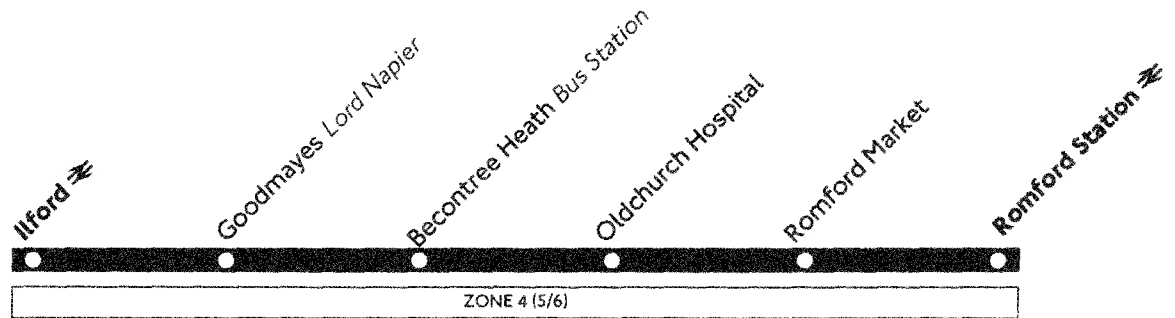 Ilford
Goodmayes Lord Napier
Becontree Heath Bus Station
Oldchurch Hospital
Romford Market
Romford Station
ZONE 4 (5/6)